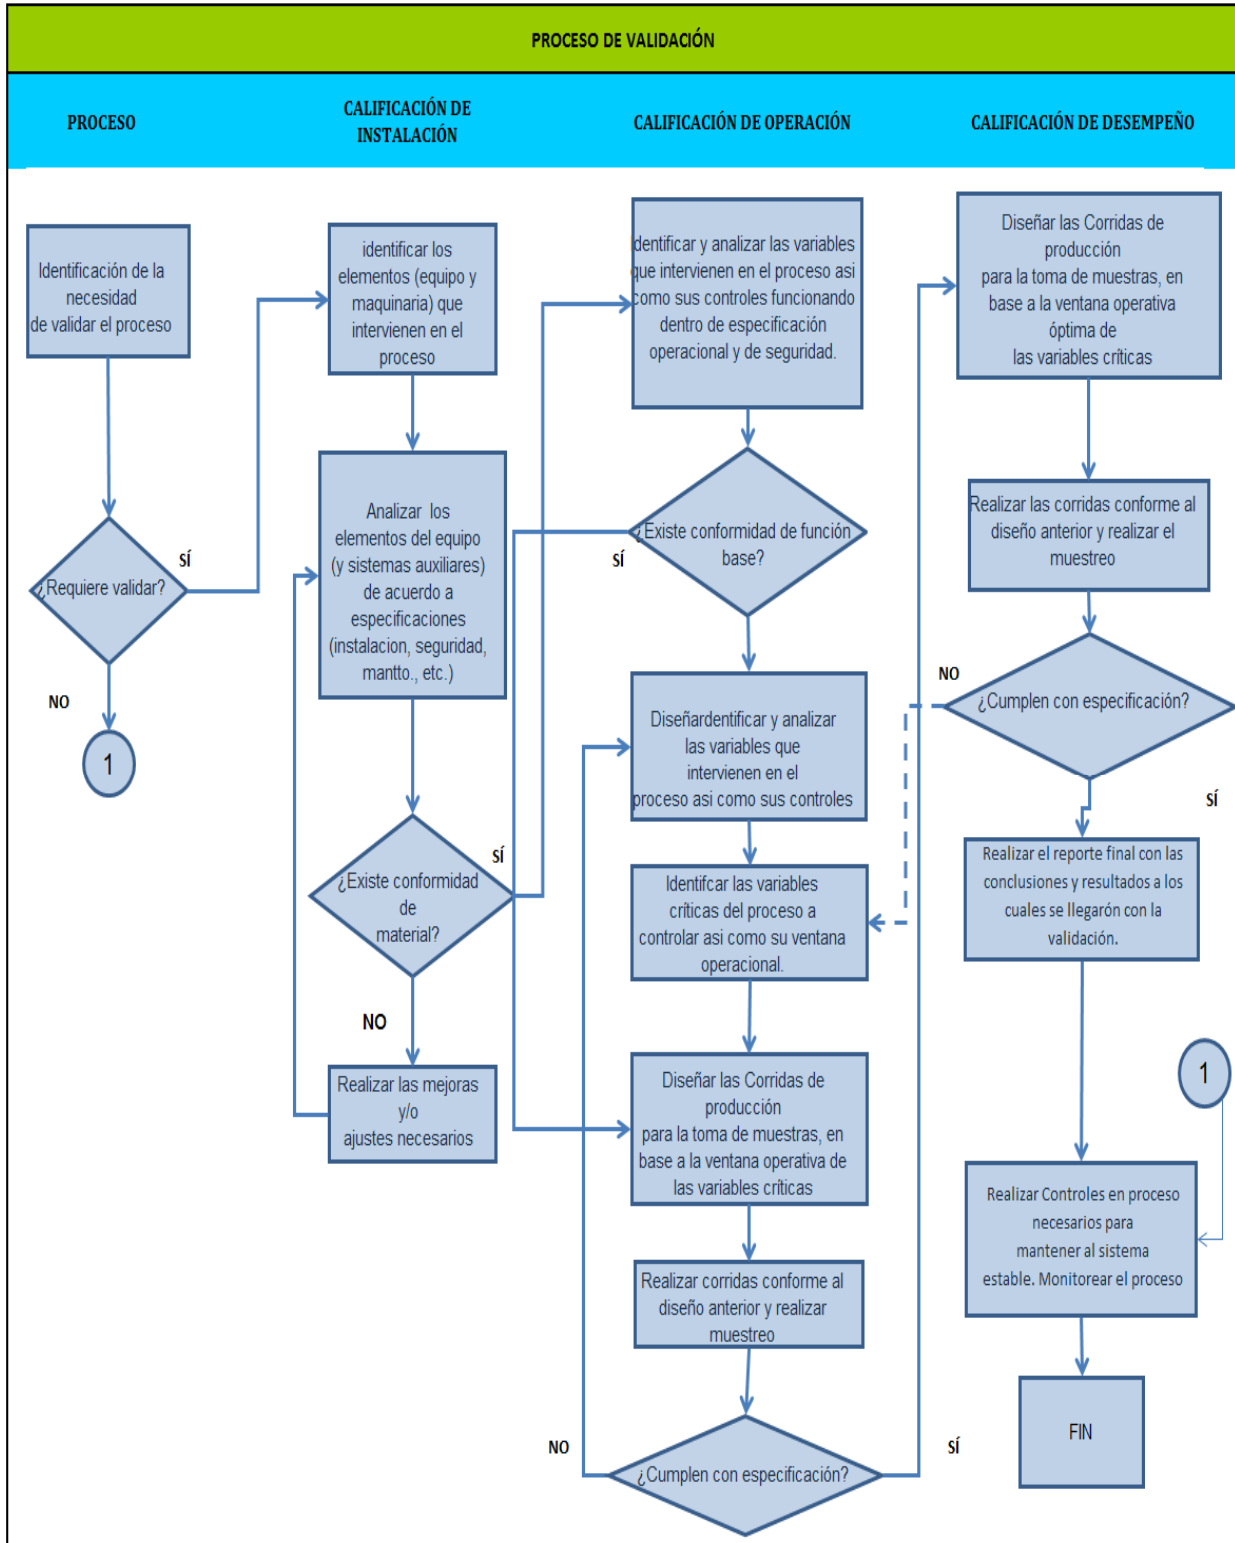 PROCESO DE VALIDACIÓN
PROCESO
CALIFICACIÓN DE
INSTALACIÓN
CALIFICACIÓN DE OPERACIÓN
CALIFICACIÓN DE DESEMPEÑO
Identificación de la
necesidad
de validar el proceso
¿Requiere validar?
SÍ
NO
1
identificar los
elementos (equipo y
maquinaria) que
intervienen en el
proceso
Analizar los
elementos del equipo
(y sistemas auxiliares)
de acuerdo a
especificaciones
(instalacion, seguridad,
mantto., etc.)
¿Existe conformidad
de
material?
SÍ
NO
Realizar las mejoras
y/o
ajustes necesarios
dentificar y analizar las variables
que intervienen en el proceso asi
como sus controles funcionando
dentro de especificación
operacional y de seguridad.
¿Existe conformidad de función
base?
SÍ
Diseñardentificar y analizar
las variables que
intervienen en el
proceso asi como sus controles
Identifcar las variables
críticas del proceso a
controlar asi como su ventana
operacional.
Diseñar las Corridas de
producción
para la toma de muestras, en
base a la ventana operativa de
las variables críticas
Realizar corridas conforme al
diseño anterior y realizar
muestreo
¿Cumplen con especificación?
NO
SÍ
Diseñar las Corridas de
producción
para la toma de muestras, en
base a la ventana operativa
óptima de
las variables críticas
Realizar las corridas conforme al
diseño anterior y realizar el
muestreo
¿Cumplen con especificación?
NO
SÍ
Realizar el reporte final con las
conclusiones y resultados a los
cuales se llegarón con la
validación.
1
Realizar Controles en proceso
necesarios para
mantener al sistema
estable. Monitorear el proceso
FIN